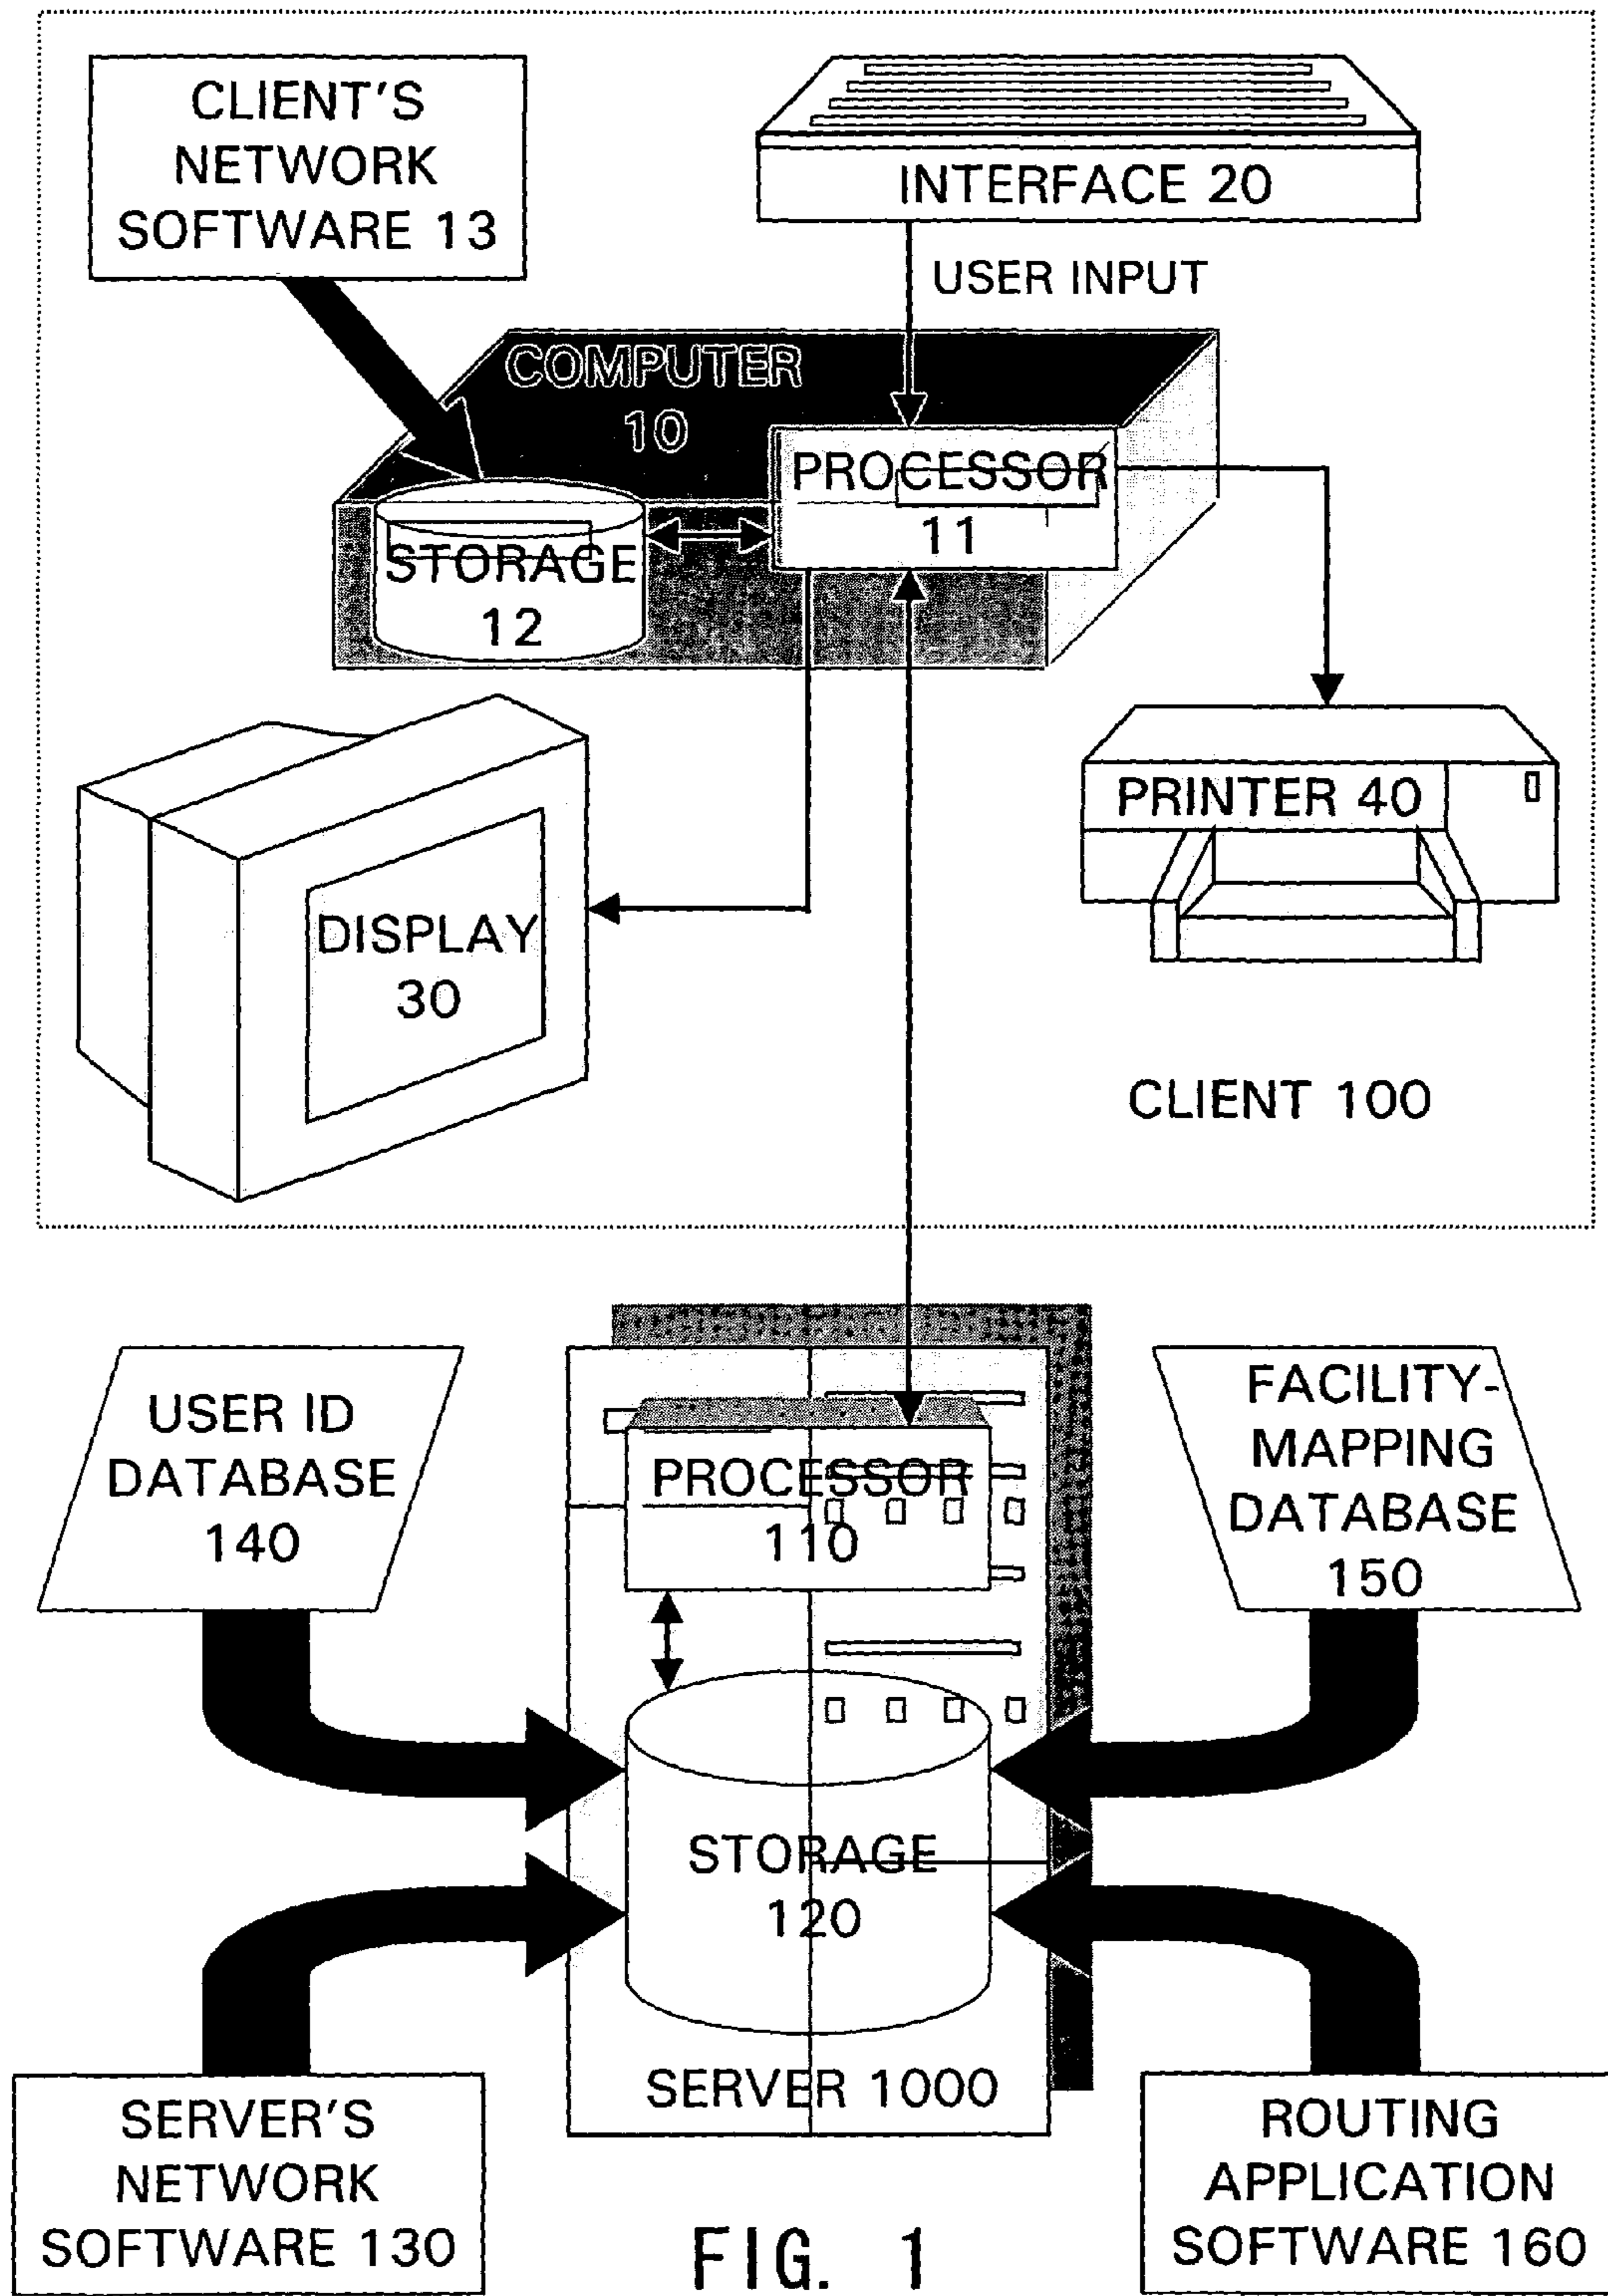 CLIENT'S
NETWORK
SOFTWARE 13
INTERFACE 20
USER INPUT
COMPUTER
10
PROCESSOR
11
STORAGE
12
PRINTER 40
DISPLAY
30
CLIENT 100
USER ID
DATABASE
140
FACILITY-
MAPPING
DATABASE
150
PROCESSOR
110
STORAGE
120
SERVER 1000
SERVER'S
NETWORK
SOFTWARE 130
ROUTING
APPLICATION
SOFTWARE 160
FIG. 1